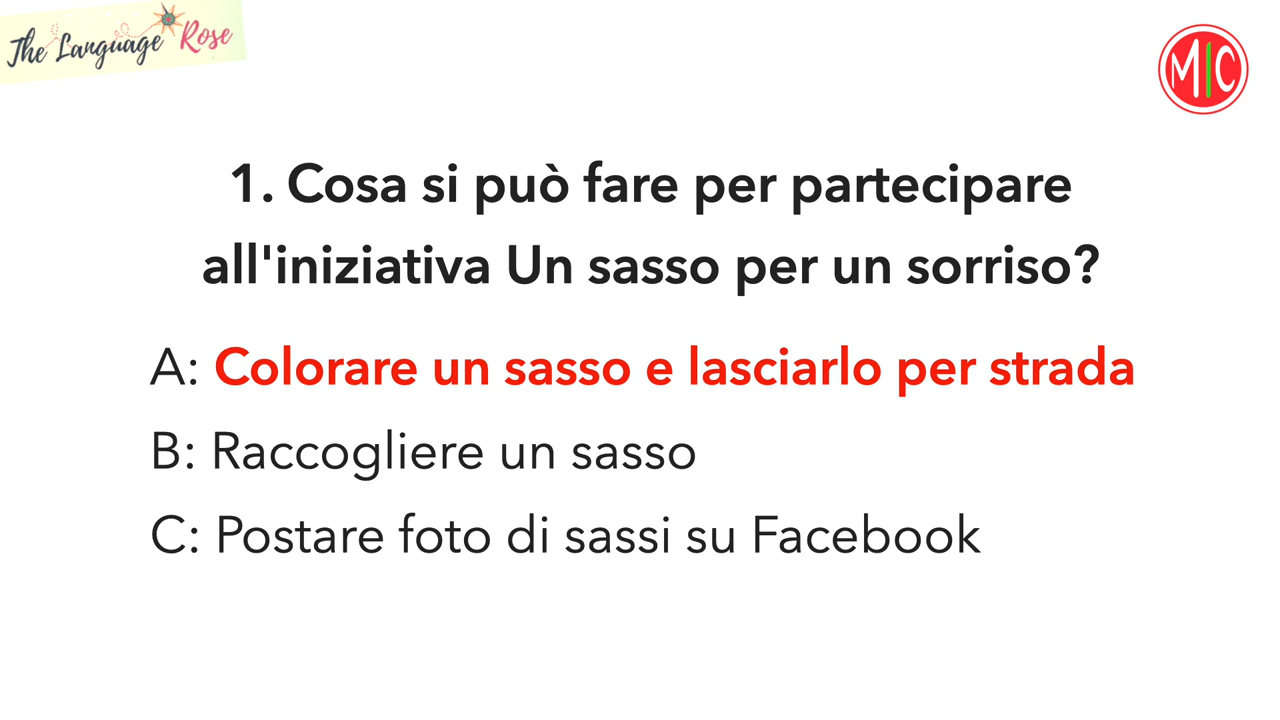 The Language Rose
MIC
1. Cosa si può fare per partecipare
all'iniziativa Un sasso per un sorriso?
A: Colorare un sasso e lasciarlo per strada
B: Raccogliere un sasso
C: Postare foto di sassi su Facebook